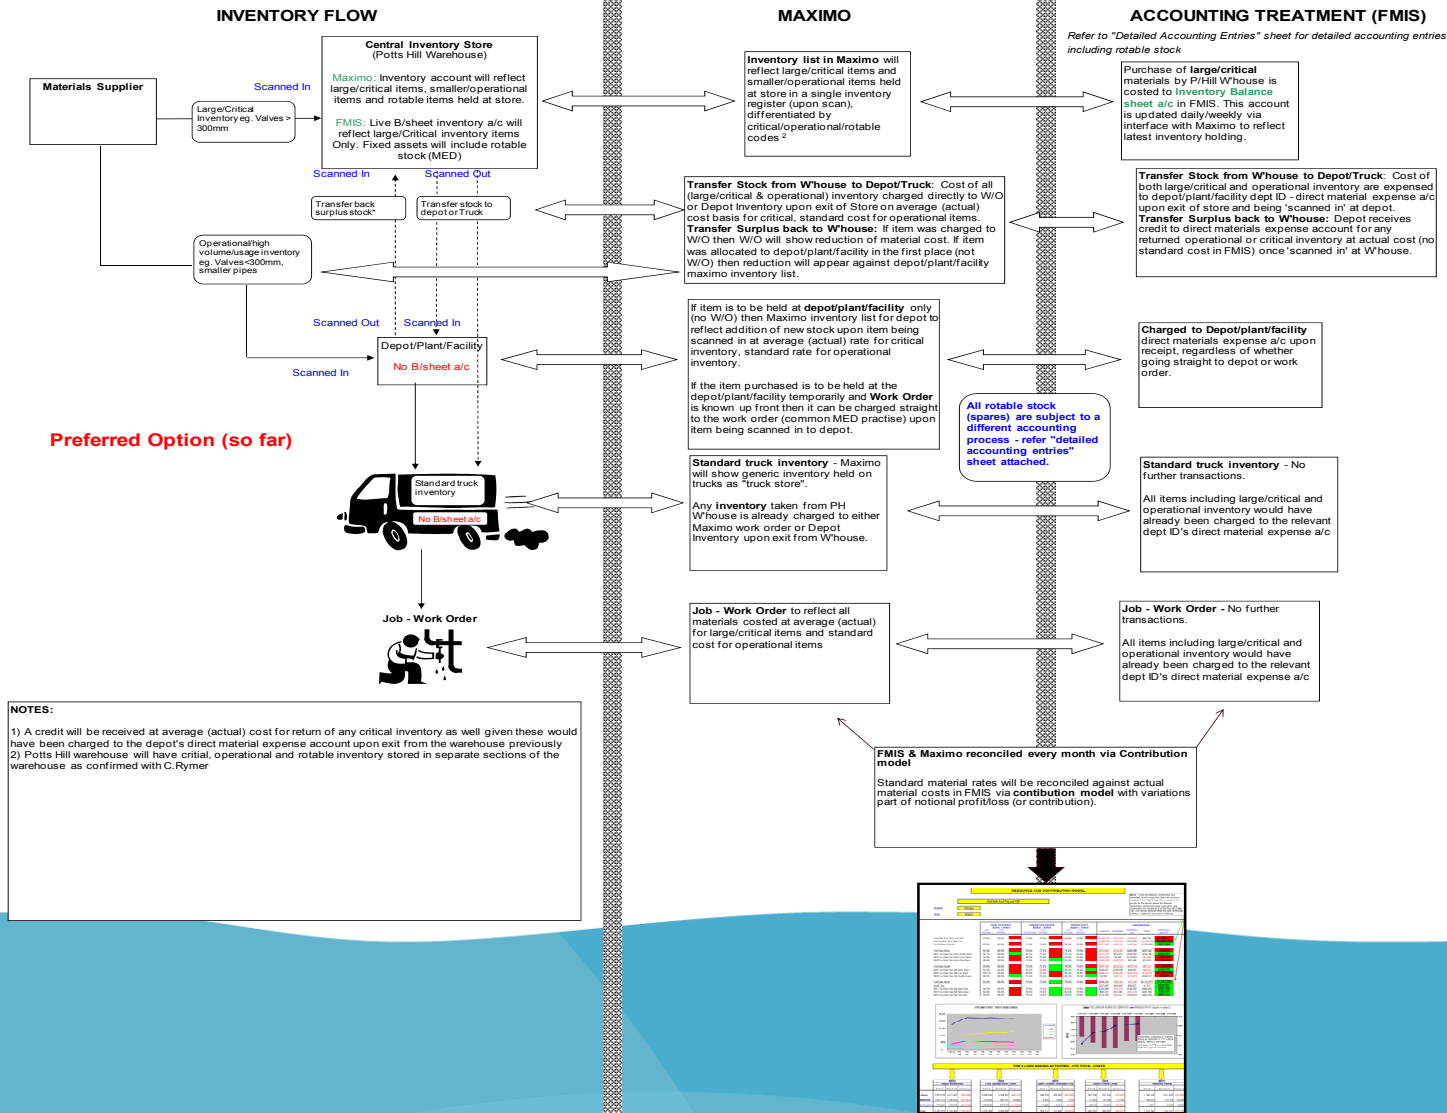 INVENTORY FLOW
Central Inventory Store
(Potts Hill Warehouse)
Maximo: Inventory account will reflect
large/critical items, smaller/operational
items and rotable items held at store.
FMIS: Live B/sheet inventory a/c will
reflect large/Critical inventory items
Only. Fixed assets will include rotable
stock (MED)
Materials Supplier
Scanned In
Large/Critical
Inventory eg. Valves >
300mm
Scanned In
Scanned Out
Transfer back
surplus stock*
Transfer stock to
depot or Truck
Operational/high
volume/usage inventory
eg. Valves<300mm,
smaller pipes
Scanned Out
Scanned In
Depot/Plant/Facility
No B/sheet a/c
Scanned In
Preferred Option (so far)
Standard truck
inventory
No B/sheet a/c
Job - Work Order
NOTES:
1) A credit will be received at average (actual) cost for return of any critical inventory as well given these would
have been charged to the depot's direct material expense account upon exit from the warehouse previously
2) Potts Hill warehouse will have critial, operational and rotable inventory stored in separate sections of the
warehouse as confirmed with C.Rymer
MAXIMO
Inventory list in Maximo will
reflect large/critical items and
smaller/operational items held
at store in a single inventory
register (upon scan),
differentiated by
critical/operational/rotable
codes 2
Transfer Stock from W'house to Depot/Truck: Cost of all
(large/critical & operational) inventory charged directly to W/O
or Depot Inventory upon exit of Store on average (actual)
cost basis for critical, standard cost for operational items.
Transfer Surplus back to W'house: If item was charged to
W/O then W/O will show reduction of material cost. If item
was allocated to depot/plant/facility in the first place (not
W/O) then reduction will appear against depot/plant/facility
maximo inventory list.
If item is to be held at depot/plant/facility only
(no W/O) then Maximo inventory list for depot to
reflect addition of new stock upon item being
scanned in at average (actual) rate for critical
inventory, standard rate for operational
inventory.
If the item purchased is to be held at the
depot/plant/facility temporarily and Work Order
is known up front then it can be charged straight
to the work order (common MED practise) upon
item being scanned in to depot.
Standard truck inventory - Maximo
will show generic inventory held on
trucks as "truck store".
Any inventory taken from PH
W'house is already charged to either
Maximo work order or Depot
Inventory upon exit from W'house.
Job - Work Order to reflect all
materials costed at average (actual)
for large/critical items and standard
cost for operational items
ACCOUNTING TREATMENT (FMIS)
Refer to "Detailed Accounting Entries" sheet for detailed accounting entries
including rotable stock
Purchase of large/critical
materials by P/Hill W'house is
costed to Inventory Balance
sheet a/c in FMIS. This account
is updated daily/weekly via
interface with Maximo to reflect
latest inventory holding.
Transfer Stock from W'house to Depot/Truck: Cost of
both large/critical and operational inventory are expensed
to depot/plant/facility dept ID - direct material expense a/c
upon exit of store and being 'scanned in' at depot.
Transfer Surplus back to W'house: Depot receives
credit to direct materials expense account for any
returned operational or critical inventory at actual cost (no
standard cost in FMIS) once 'scanned in' at W'house.
Charged to Depot/plant/facility
direct materials expense a/c upon
receipt, regardless of whether
going straight to depot or work
order.
All rotable stock
(spares) are subject to a
different accounting
process - refer "detailed
accounting entries"
sheet attached.
Standard truck inventory - No
further transactions.
All items including large/critical and
operational inventory would have
already been charged to the relevant
dept ID's direct material expense a/c
Job - Work Order - No further
transactions.
All items including large/critical and
operational inventory would have
already been charged to the relevant
dept ID's direct material expense a/c
FMIS & Maximo reconciled every month via Contribution
model
Standard material rates will be reconciled against actual
material costs in FMIS via contibution model with variations
part of notional profit/loss (or contribution).